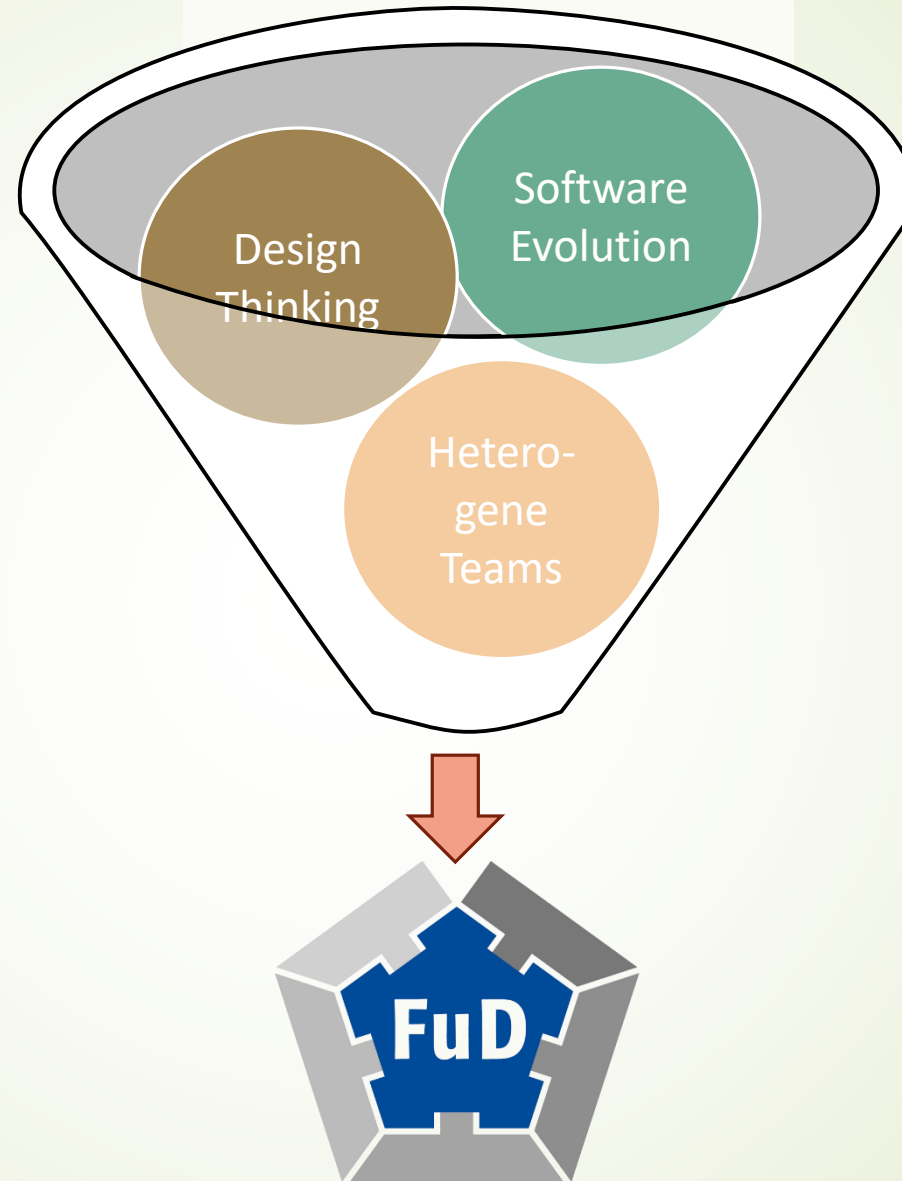 Design
Thinking
Software
Evolution
Hetero-
gene
Teams
FuD